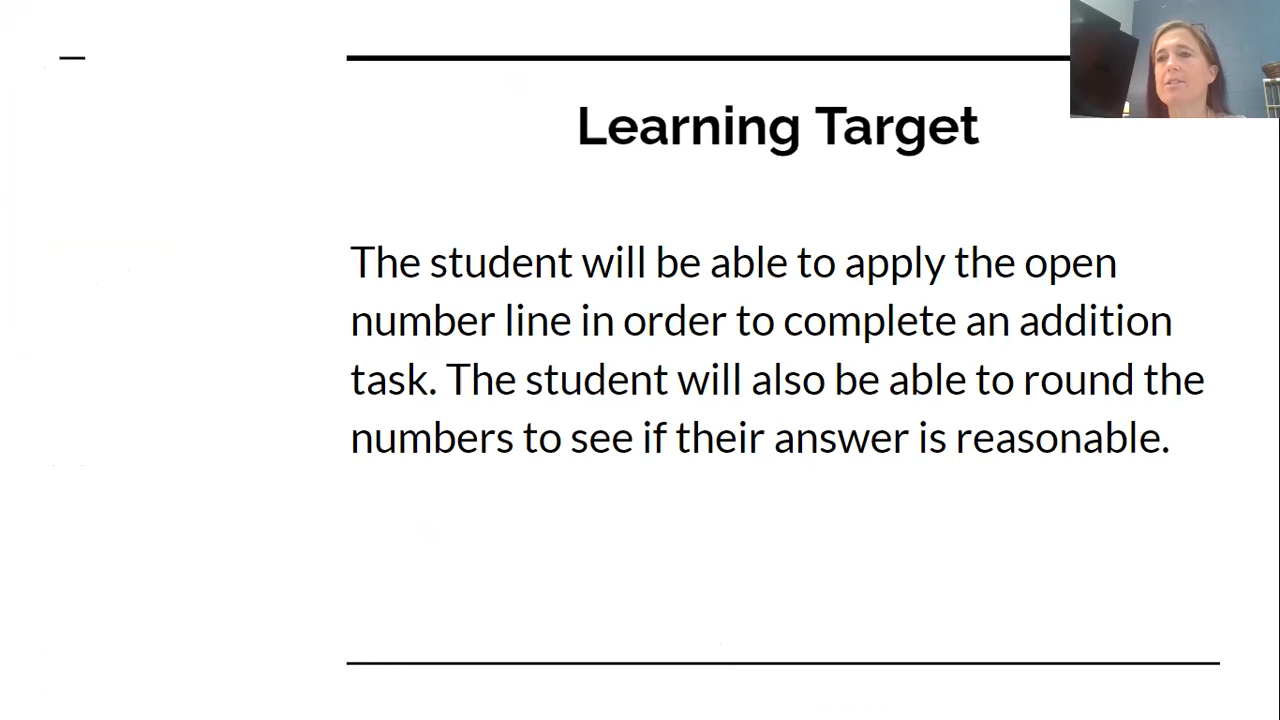 Learning Target
The student will be able to apply the open
number line in order to complete an addition
task. The student will also be able to round the
numbers to see if their answer is reasonable.